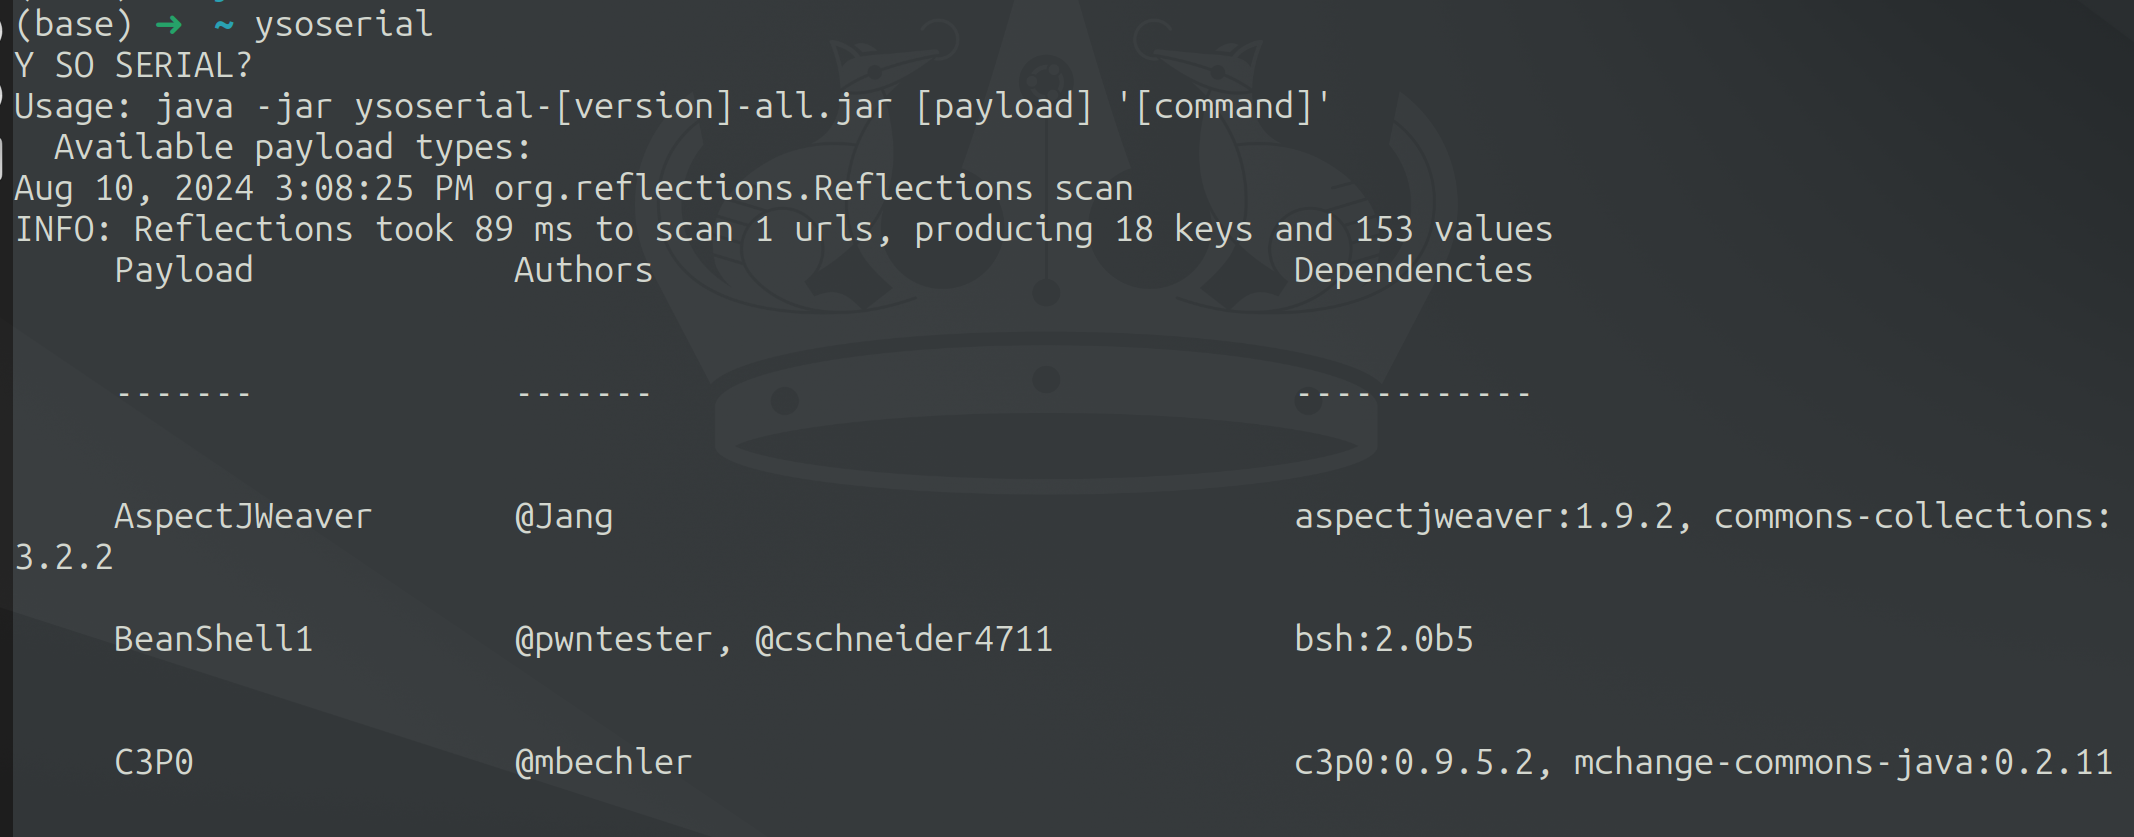 (base) ➜ ~ ysoserial
Y SO SERIAL?
Usage: java -jar ysoserial-[version]-all.jar [payload] '[command]'
  Available payload types:
Aug 10, 2024 3:08:25 PM org.reflections.Reflections scan
INFO: Reflections took 89 ms to scan 1 urls, producing 18 keys and 153 values
     Payload             Authors                                Dependencies
     -------             -------                                ------------
     AspectJWeaver       @Jang                                  aspectjweaver:1.9.2, commons-collections:
3.2.2
     BeanShell1          @pwntester, @cschneider4711            bsh:2.0b5
     C3P0                @mbechler                              c3p0:0.9.5.2, mchange-commons-java:0.2.11